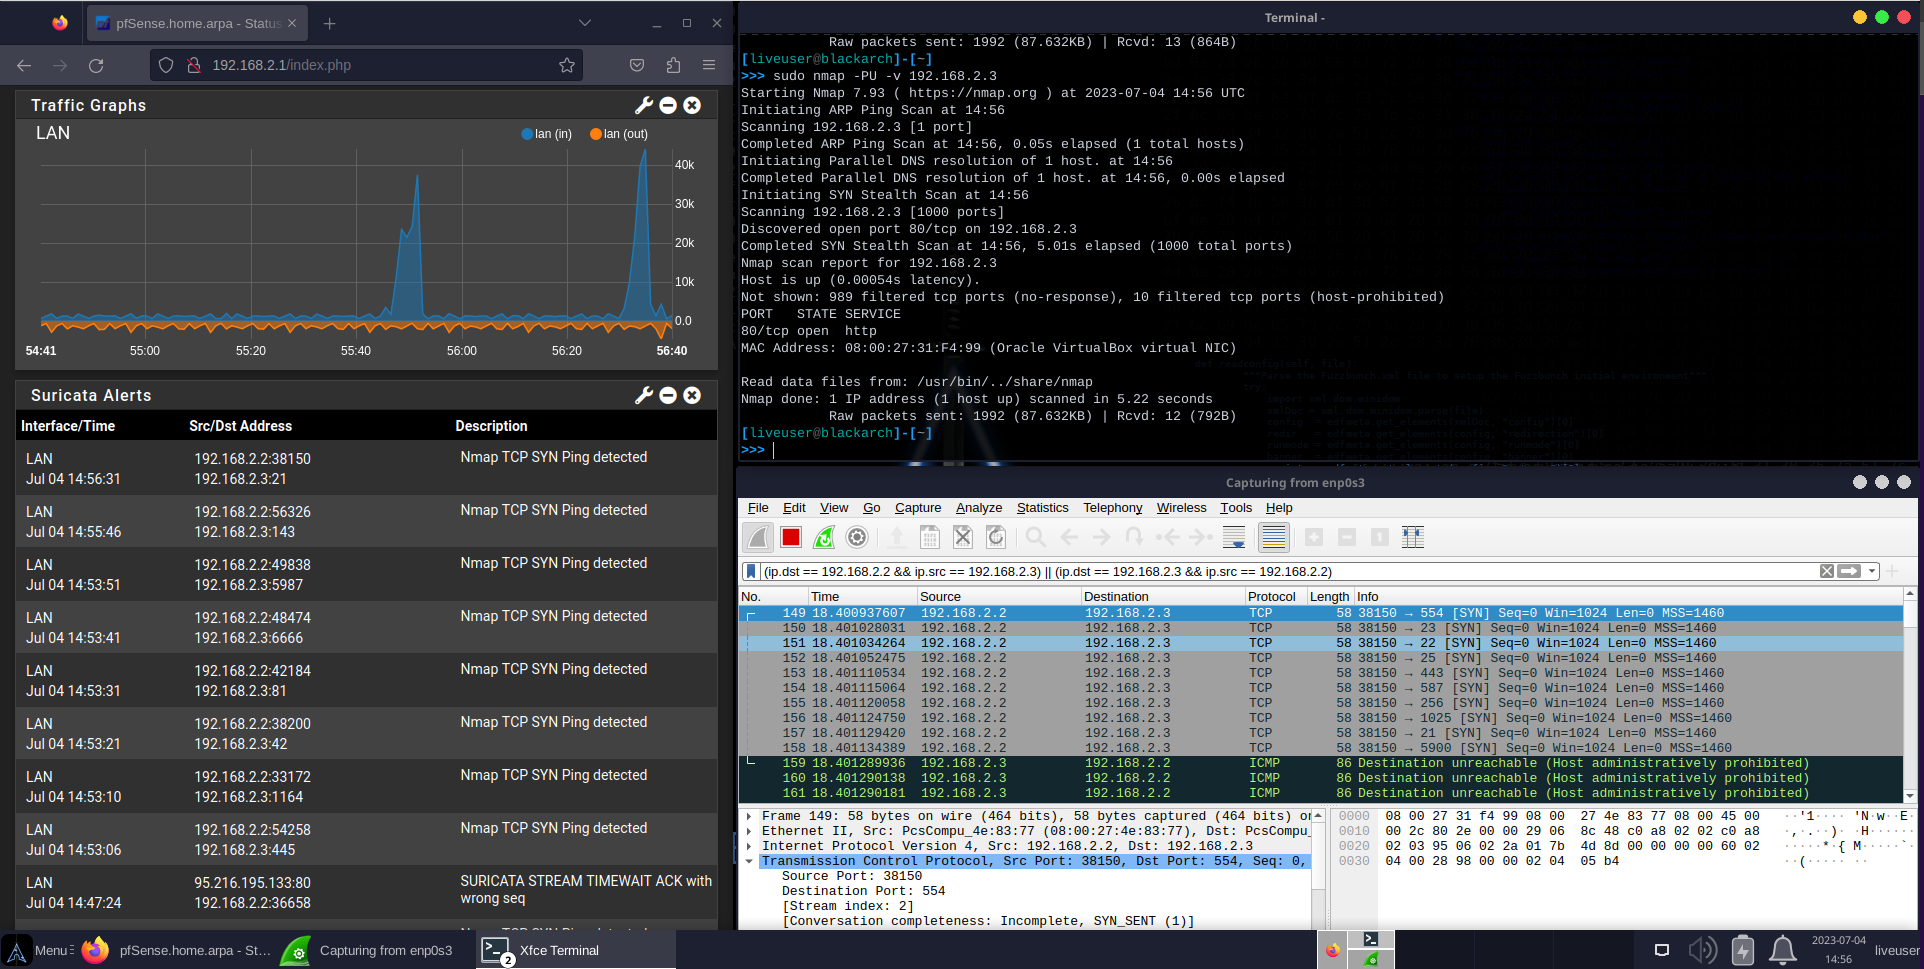 pfSense.home.arpa - Status
192.168.2.1/index.php
Traffic Graphs
LAN
lan (in)
lan (out)
40k
30k
20k
10k
0.0
54:41 55:00 55:20 55:40 56:00 56:20 56:40
Suricata Alerts
Interface/Time Src/Dst Address Description
LAN 192.168.2.2:38150 Nmap TCP SYN Ping detected
Jul 04 14:56:31 192.168.2.3:21
LAN 192.168.2.2:56326 Nmap TCP SYN Ping detected
Jul 04 14:55:46 192.168.2.3:143
LAN 192.168.2.2:49838 Nmap TCP SYN Ping detected
Jul 04 14:53:51 192.168.2.3:5987
LAN 192.168.2.2:48474 Nmap TCP SYN Ping detected
Jul 04 14:53:41 192.168.2.3:6666
LAN 192.168.2.2:42184 Nmap TCP SYN Ping detected
Jul 04 14:53:31 192.168.2.3:81
LAN 192.168.2.2:38200 Nmap TCP SYN Ping detected
Jul 04 14:53:21 192.168.2.3:42
LAN 192.168.2.2:33172 Nmap TCP SYN Ping detected
Jul 04 14:53:10 192.168.2.3:1164
LAN 192.168.2.2:54258 Nmap TCP SYN Ping detected
Jul 04 14:53:06 192.168.2.3:445
LAN 95.216.195.133:80 SURICATA STREAM TIMEWAIT ACK with
Jul 04 14:47:24 192.168.2.2:36658 wrong seq
Terminal -
Raw packets sent: 1992 (87.632KB) | Rcvd: 13 (864B)
[liveuser@blackarch]-[~]
>>> sudo nmap -PU -v 192.168.2.3
Starting Nmap 7.93 ( https://nmap.org ) at 2023-07-04 14:56 UTC
Initiating ARP Ping Scan at 14:56
Scanning 192.168.2.3 [1 port]
Completed ARP Ping Scan at 14:56, 0.05s elapsed (1 total hosts)
Initiating Parallel DNS resolution of 1 host. at 14:56
Completed Parallel DNS resolution of 1 host. at 14:56, 0.00s elapsed
Initiating SYN Stealth Scan at 14:56
Scanning 192.168.2.3 [1000 ports]
Discovered open port 80/tcp on 192.168.2.3
Completed SYN Stealth Scan at 14:56, 5.01s elapsed (1000 total ports)
Nmap scan report for 192.168.2.3
Host is up (0.00054s latency).
Not shown: 989 filtered tcp ports (no-response), 10 filtered tcp ports (host-prohibited)
PORT   STATE SERVICE
80/tcp open  http
MAC Address: 08:00:27:31:F4:99 (Oracle VirtualBox virtual NIC)
Read data files from: /usr/bin/../share/nmap
Nmap done: 1 IP address (1 host up) scanned in 5.22 seconds
Raw packets sent: 1992 (87.632KB) | Rcvd: 12 (792B)
[liveuser@blackarch]-[~]
>>>
Capturing from enp0s3
File Edit View Go Capture Analyze Statistics Telephony Wireless Tools Help
(ip.dst == 192.168.2.2 && ip.src == 192.168.2.3) || (ip.dst == 192.168.2.3 && ip.src == 192.168.2.2)
No. Time Source Destination Protocol Length Info
149 18.400937607 192.168.2.2 192.168.2.3 TCP 58 38150 → 554 [SYN] Seq=0 Win=1024 Len=0 MSS=1460
150 18.401028031 192.168.2.2 192.168.2.3 TCP 58 38150 → 23 [SYN] Seq=0 Win=1024 Len=0 MSS=1460
151 18.401034264 192.168.2.2 192.168.2.3 TCP 58 38150 → 22 [SYN] Seq=0 Win=1024 Len=0 MSS=1460
152 18.401052475 192.168.2.2 192.168.2.3 TCP 58 38150 → 25 [SYN] Seq=0 Win=1024 Len=0 MSS=1460
153 18.401110534 192.168.2.2 192.168.2.3 TCP 58 38150 → 443 [SYN] Seq=0 Win=1024 Len=0 MSS=1460
154 18.401115064 192.168.2.2 192.168.2.3 TCP 58 38150 → 587 [SYN] Seq=0 Win=1024 Len=0 MSS=1460
155 18.401120058 192.168.2.2 192.168.2.3 TCP 58 38150 → 256 [SYN] Seq=0 Win=1024 Len=0 MSS=1460
156 18.401124750 192.168.2.2 192.168.2.3 TCP 58 38150 → 1025 [SYN] Seq=0 Win=1024 Len=0 MSS=1460
157 18.401129420 192.168.2.2 192.168.2.3 TCP 58 38150 → 21 [SYN] Seq=0 Win=1024 Len=0 MSS=1460
158 18.401134389 192.168.2.2 192.168.2.3 TCP 58 38150 → 5900 [SYN] Seq=0 Win=1024 Len=0 MSS=1460
159 18.401289936 192.168.2.3 192.168.2.2 ICMP 86 Destination unreachable (Host administratively prohibited)
160 18.401290138 192.168.2.3 192.168.2.2 ICMP 86 Destination unreachable (Host administratively prohibited)
161 18.401290181 192.168.2.3 192.168.2.2 ICMP 86 Destination unreachable (Host administratively prohibited)
Frame 149: 58 bytes on wire (464 bits), 58 bytes captured (464 bits) or
Ethernet II, Src: PcsCompu_4e:83:77 (08:00:27:4e:83:77), Dst: PcsCompu_
Internet Protocol Version 4, Src: 192.168.2.2, Dst: 192.168.2.3
Transmission Control Protocol, Src Port: 38150, Dst Port: 554, Seq: 0,
Source Port: 38150
Destination Port: 554
[Stream index: 2]
[Conversation completeness: Incomplete, SYN_SENT (1)]
0000 08 00 27 31 f4 99 08 00 27 4e 83 77 08 00 45 00 ··'1···· 'N·w··E·
0010 00 2c 80 2e 00 00 29 06 8c 48 c0 a8 02 02 c0 a8 ·,·.··)· ·H······
0020 02 03 95 06 02 2a 01 7b 4d 8d 00 00 00 00 60 02 ·····*·{ M·····`·
0030 04 00 28 98 00 00 02 04 05 b4 ··(····· ··
Menu
pfSense.home.arpa - St...
Capturing from enp0s3
2
Xfce Terminal
2023-07-04
14:56
liveuser